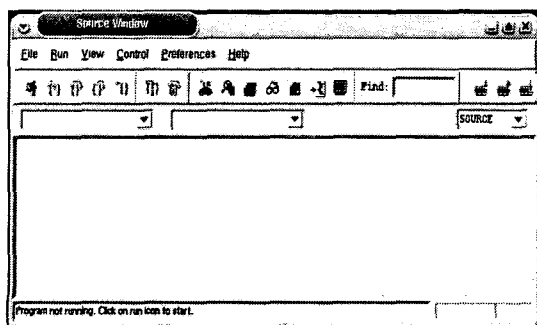 Source Window
File Run View Control Preferences Help
Find:
SOURCE
Program not running. Click on run icon to start.